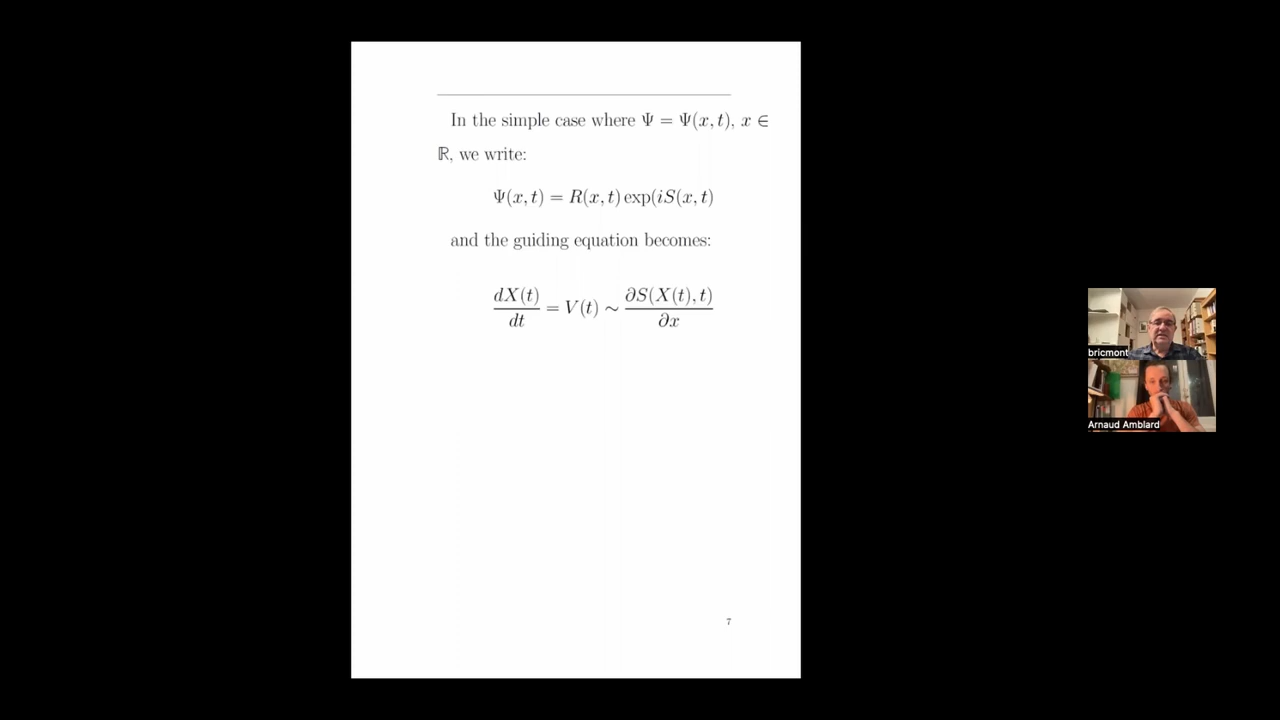 In the simple case where Ψ = Ψ(x, t), x ∈
ℝ, we write:
Ψ(x, t) = R(x, t) exp(iS(x, t)
and the guiding equation becomes:
dX(t)/dt = V(t) ∼ ∂S(X(t), t)/∂x
7
bricmont
Arnaud Amblard